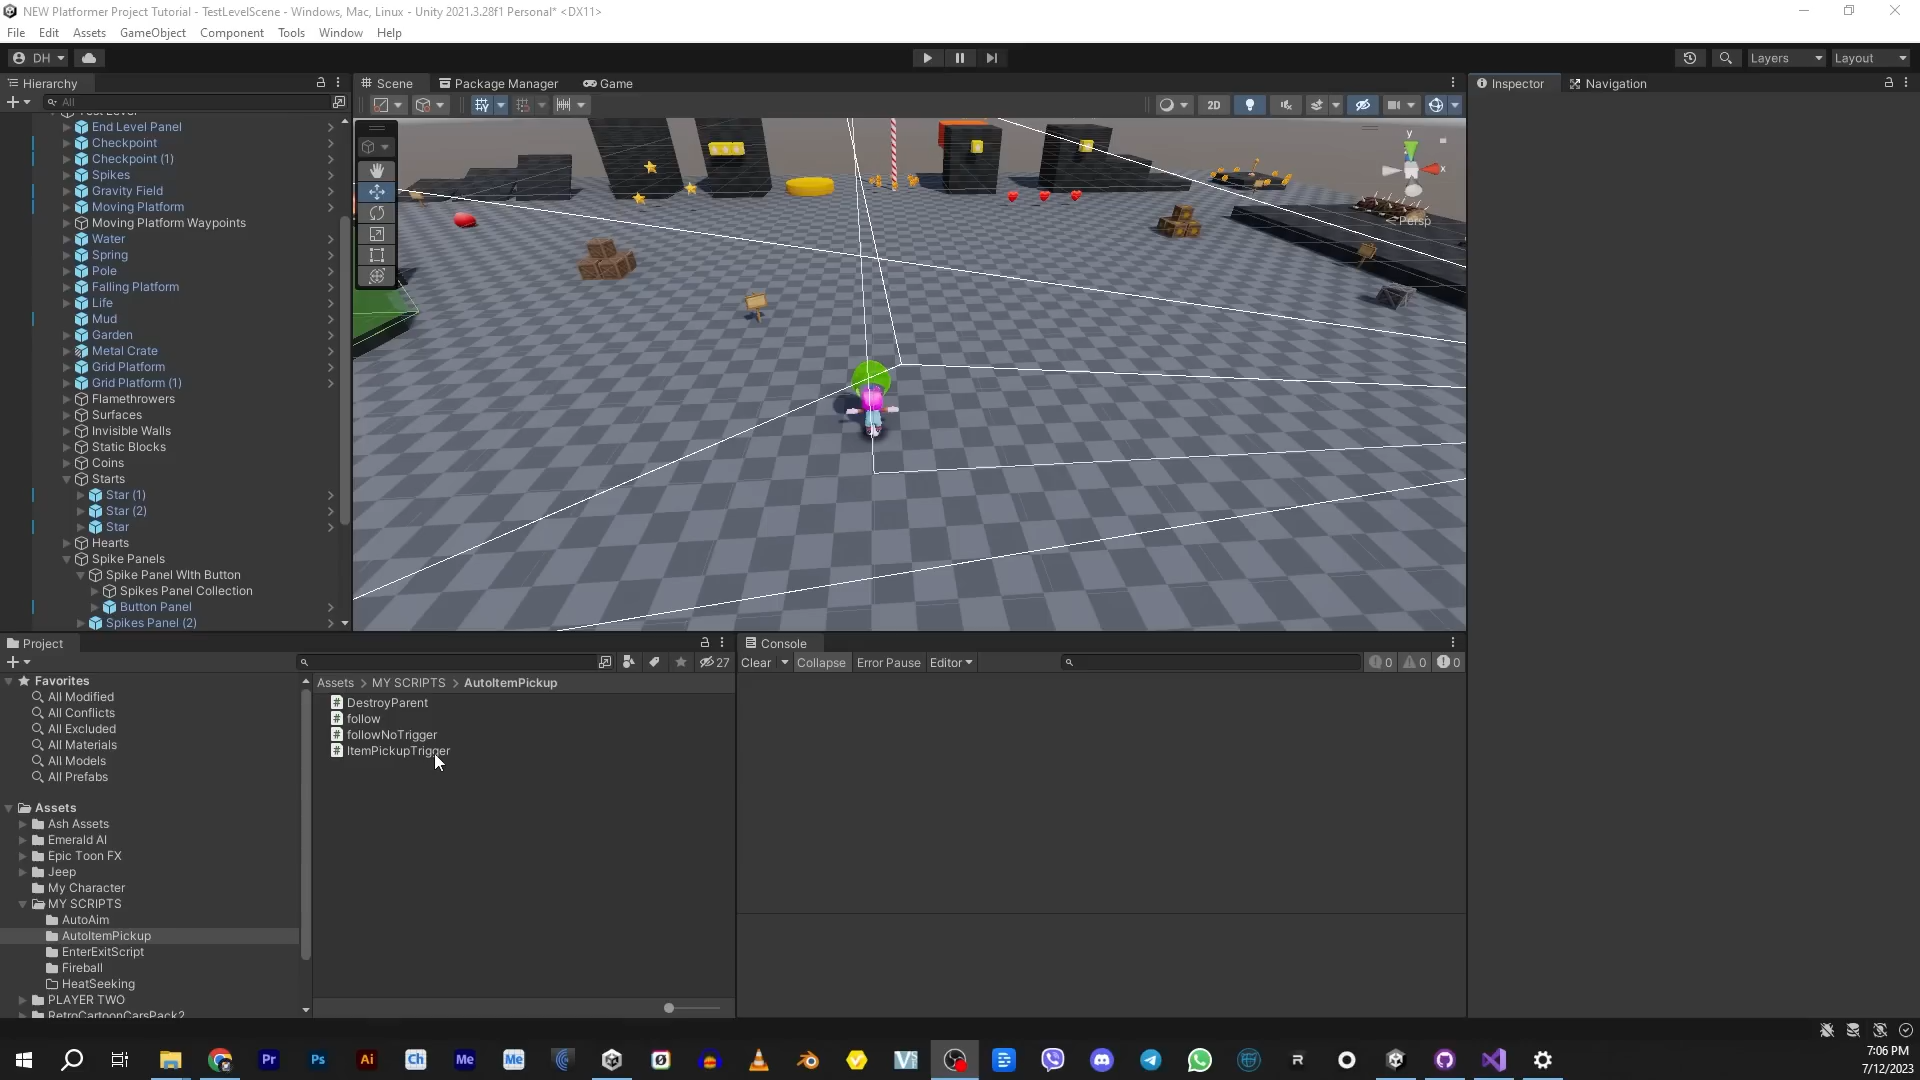 NEW Platformer Project Tutorial - TestLevelScene - Windows, Mac, Linux - Unity 2021.3.28f1 Personal* <DX11>
File Edit Assets GameObject Component Tools Window Help
DH Layers Layout
Hierarchy Scene Package Manager Game Inspector Navigation
All
2D
End Level Panel
Checkpoint
Checkpoint (1)
Spikes
Gravity Field
Moving Platform
Moving Platform Waypoints
Water
Spring
Pole
Falling Platform
Life
Mud
Garden
Metal Crate
Grid Platform
Grid Platform (1)
Flamethrowers
Surfaces
Invisible Walls
Static Blocks
Coins
Starts
Star (1)
Star (2)
Star
Hearts
Spike Panels
Spike Panel WIth Button
Spikes Panel Collection
Button Panel
Spikes Panel (2)
y
x
Persp
Project
27
Favorites
All Modified
All Conflicts
All Excluded
All Materials
All Models
All Prefabs
Assets
Ash Assets
Emerald AI
Epic Toon FX
Jeep
My Character
MY SCRIPTS
AutoAim
AutoItemPickup
EnterExitScript
Fireball
HeatSeeking
PLAYER TWO
RetroCartoonCarsPack2
Assets > MY SCRIPTS > AutoItemPickup
DestroyParent
follow
followNoTrigger
ItemPickupTrigger
Console
Clear Collapse Error Pause Editor 0 0 0
Pr Ps Ai Ch Me Me
7:06 PM
7/12/2023